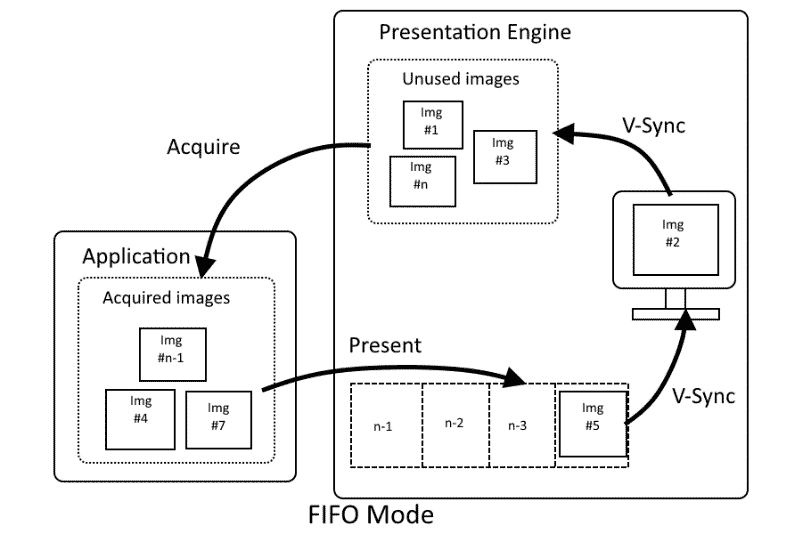 Presentation Engine
Unused images
Img
#1
Img
#3
Img
#n
V-Sync
Acquire
Img
#2
Application
Acquired images
Img
#n-1
Img
#4
Img
#7
Present
n-1
n-2
n-3
Img
#5
V-Sync
FIFO Mode